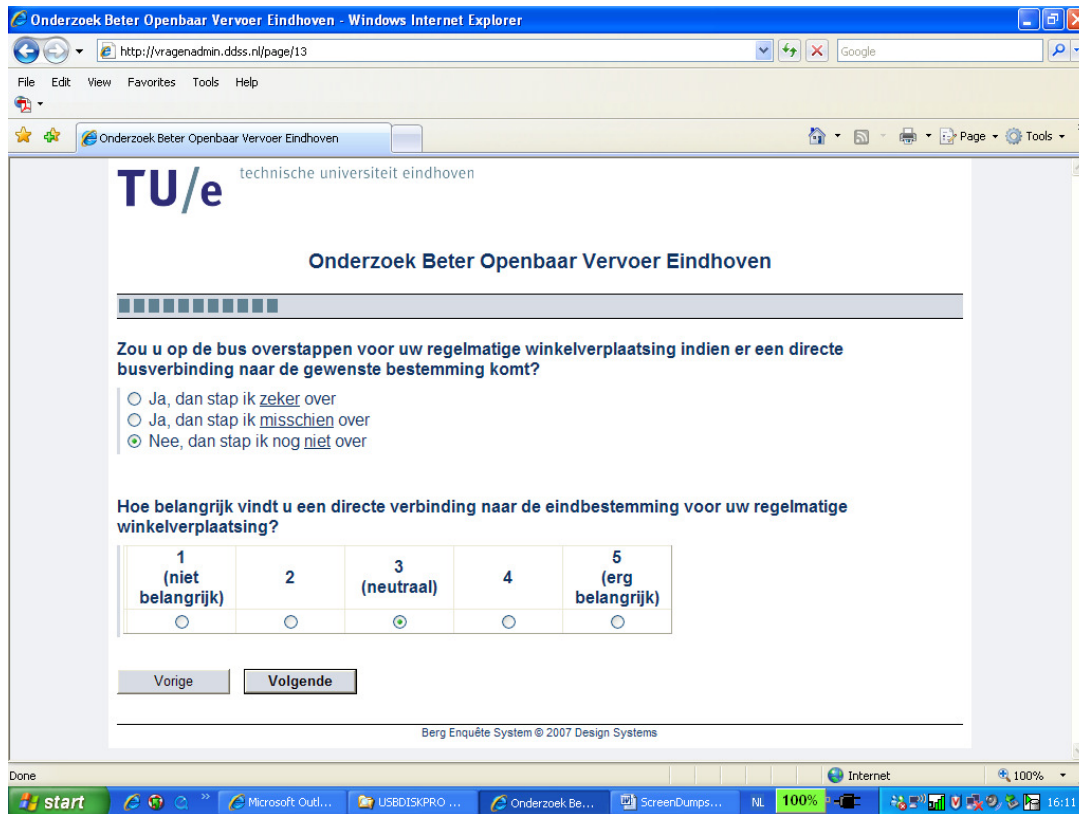 Onderzoek Beter Openbaar Vervoer Eindhoven - Windows Internet Explorer
http://vragenadmin.ddss.nl/page/13
Google
File Edit View Favorites Tools Help
Onderzoek Beter Openbaar Vervoer Eindhoven
Page Tools
TU/e technische universiteit eindhoven
Onderzoek Beter Openbaar Vervoer Eindhoven
Zou u op de bus overstappen voor uw regelmatige winkelverplaatsing indien er een directe
busverbinding naar de gewenste bestemming komt?
Ja, dan stap ik zeker over
Ja, dan stap ik misschien over
Nee, dan stap ik nog niet over
Hoe belangrijk vindt u een directe verbinding naar de eindbestemming voor uw regelmatige
winkelverplaatsing?
1 (niet belangrijk) 2 3 (neutraal) 4 5 (erg belangrijk)
Vorige Volgende
Berg Enquête System © 2007 Design Systems
Done Internet 100%
start Microsoft Outl... USBDISKPRO ... Onderzoek Be... ScreenDumps... NL 100% 16:11